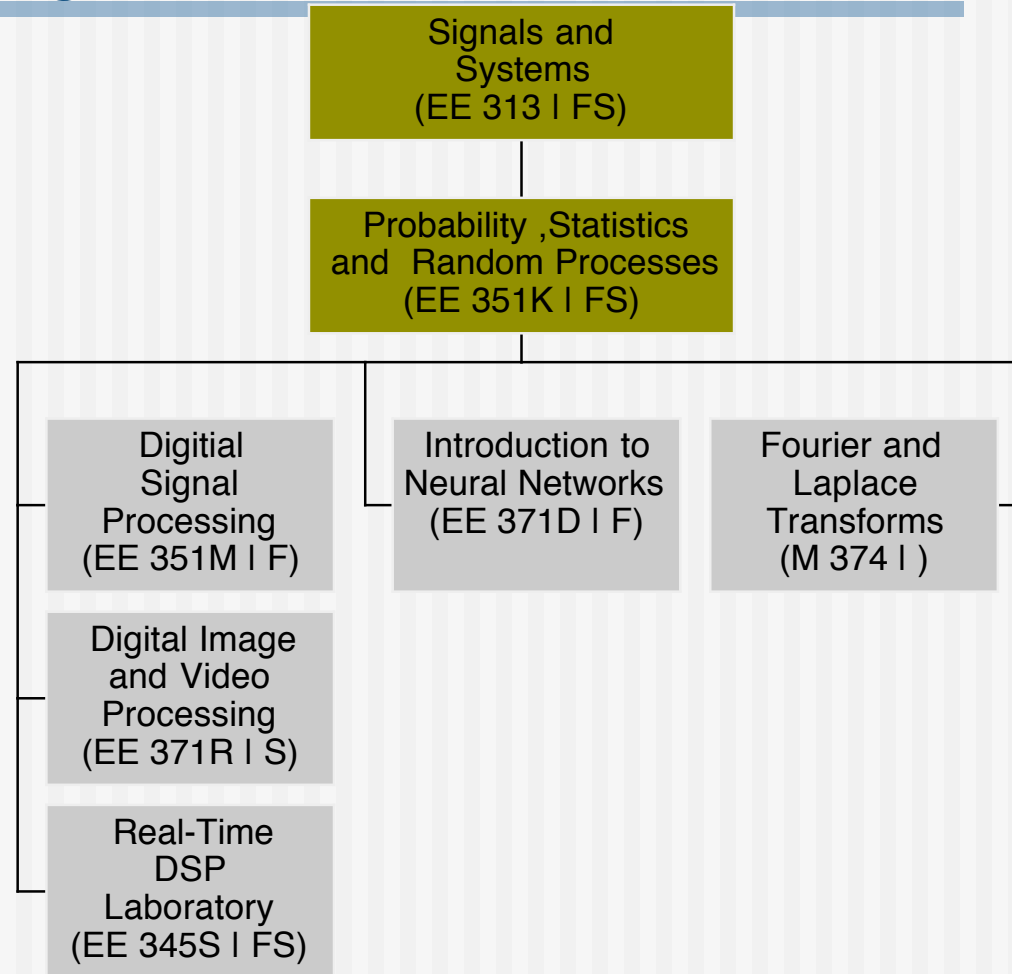 Signals and
Systems
(EE 313 | FS)
Probability ,Statistics
and Random Processes
(EE 351K | FS)
Digitial
Signal
Processing
(EE 351M | F)
Introduction to
Neural Networks
(EE 371D | F)
Fourier and
Laplace
Transforms
(M 374 | )
Digital Image
and Video
Processing
(EE 371R | S)
Real-Time
DSP
Laboratory
(EE 345S | FS)